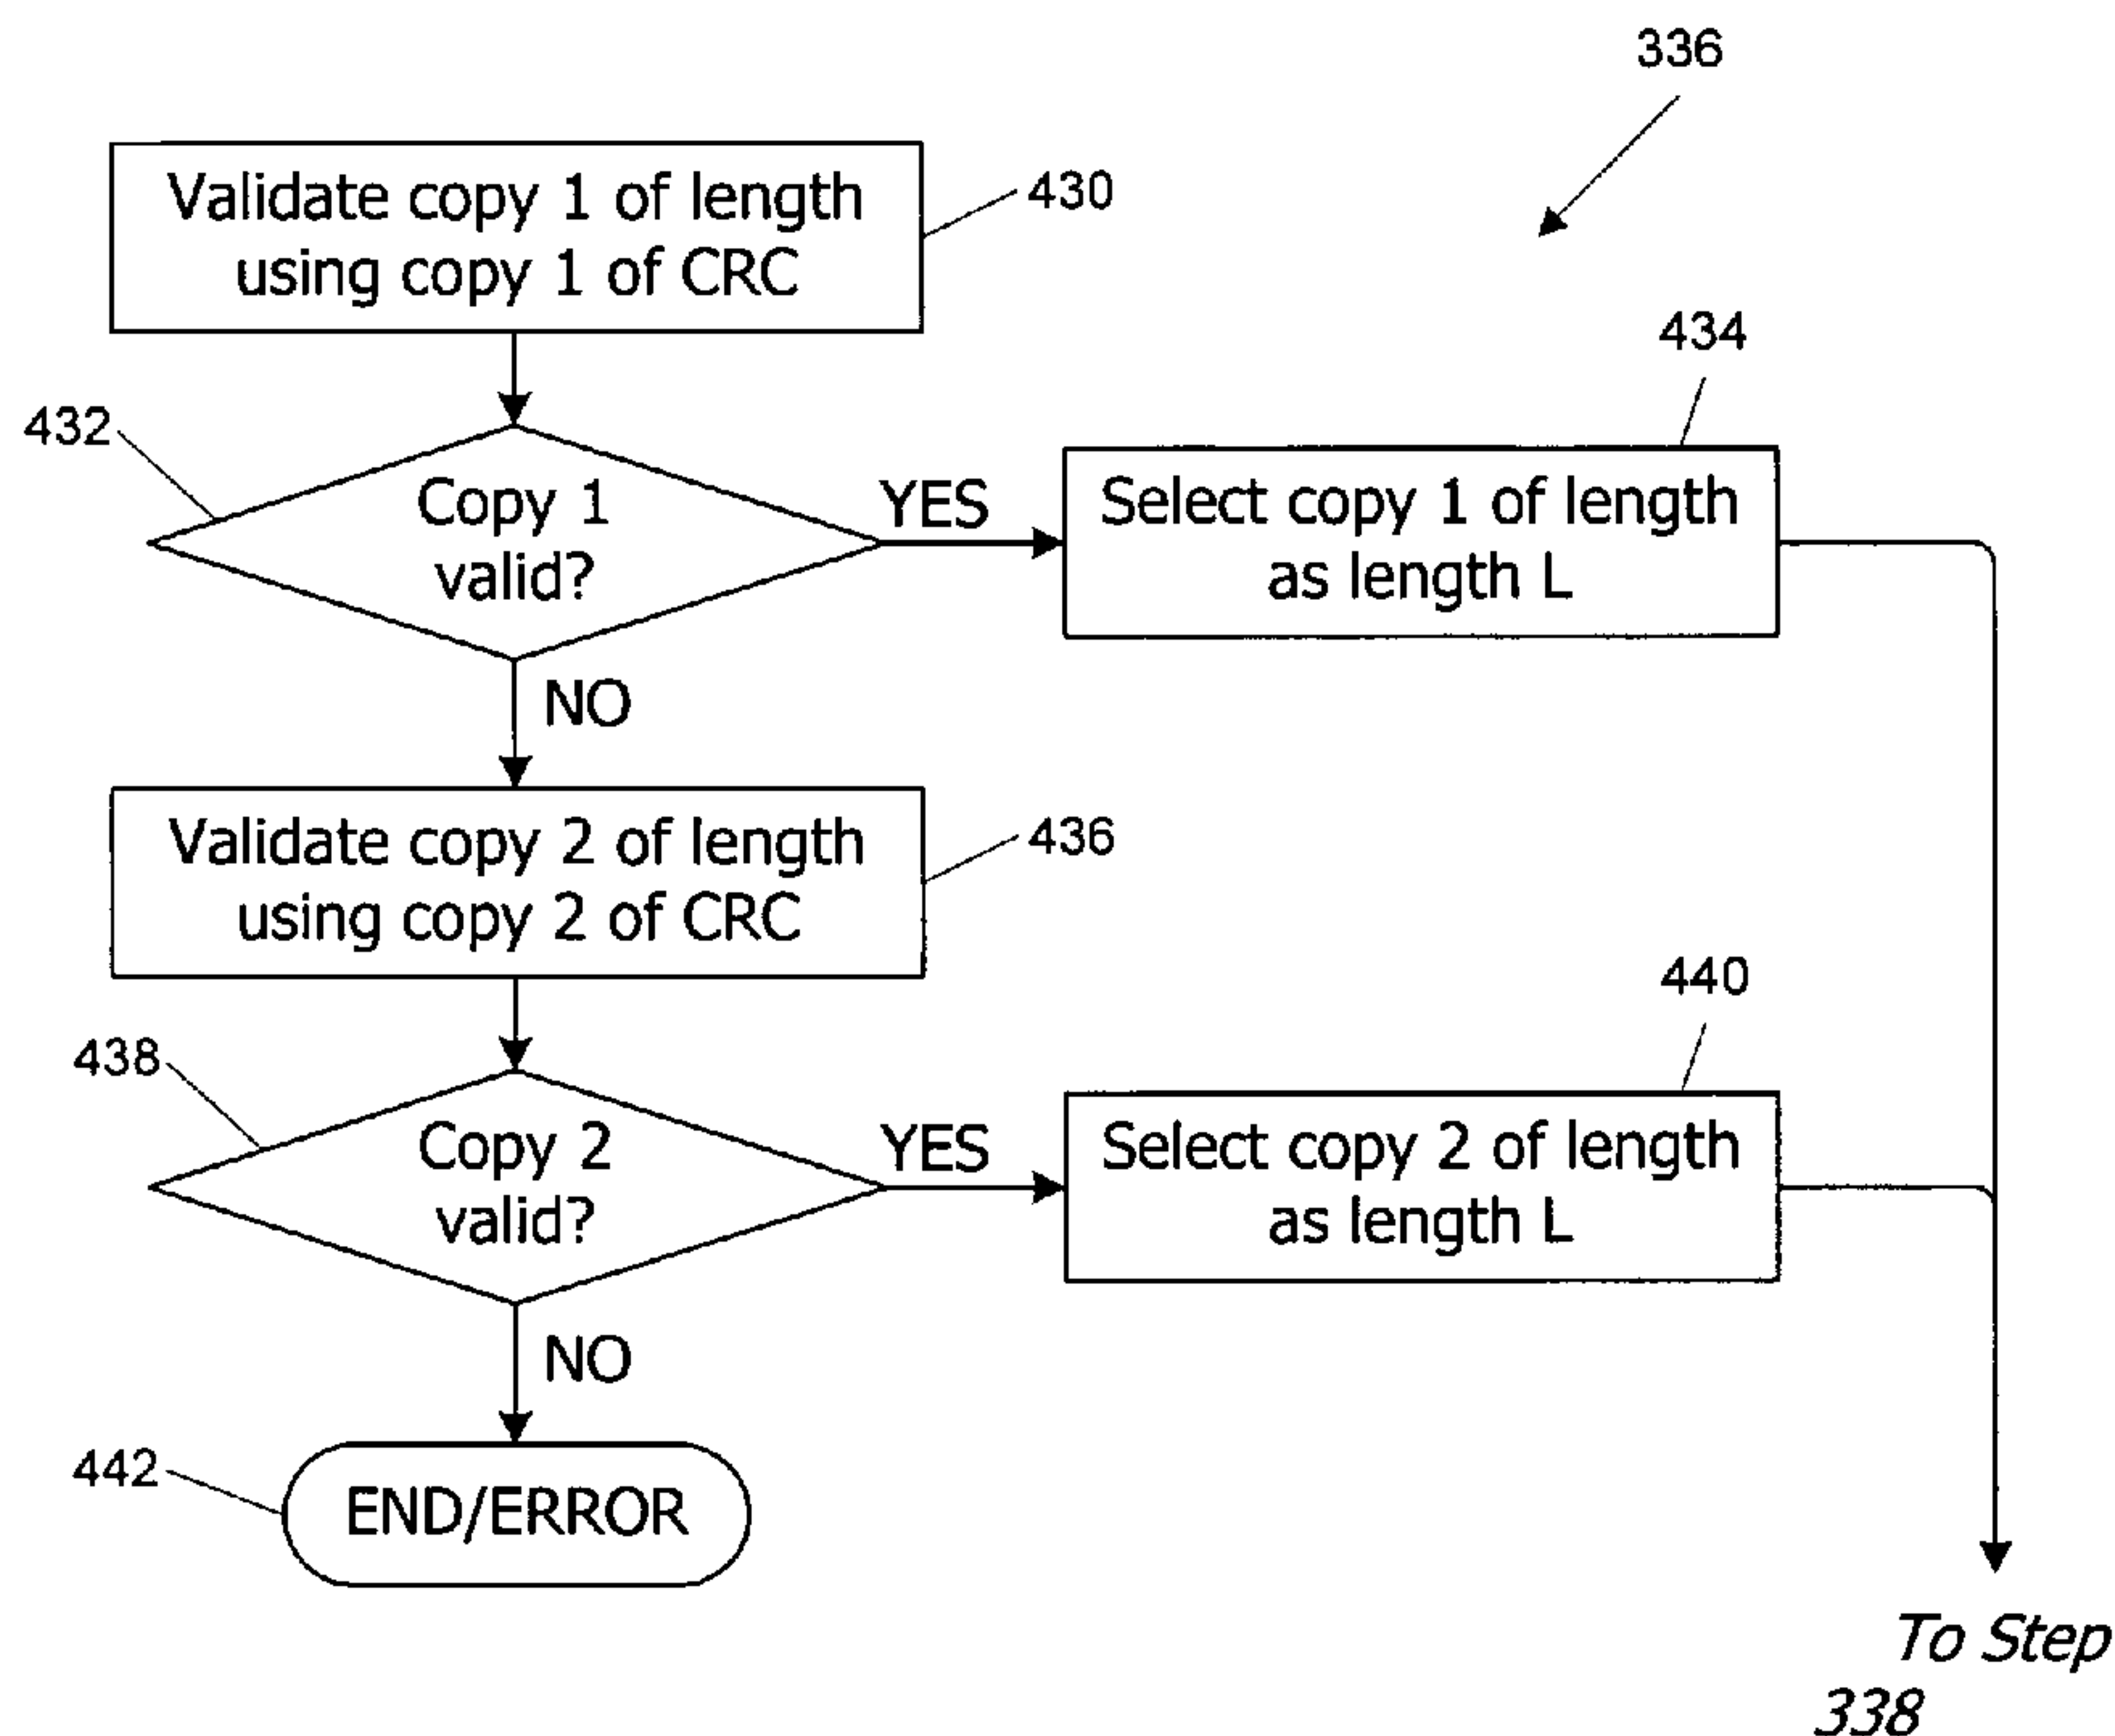 336
Validate copy 1 of length
using copy 1 of CRC
430
434
432
Copy 1
valid?
YES
Select copy 1 of length
as length L
NO
Validate copy 2 of length
using copy 2 of CRC
436
440
438
Copy 2
valid?
YES
Select copy 2 of length
as length L
NO
442
END/ERROR
To Step
338